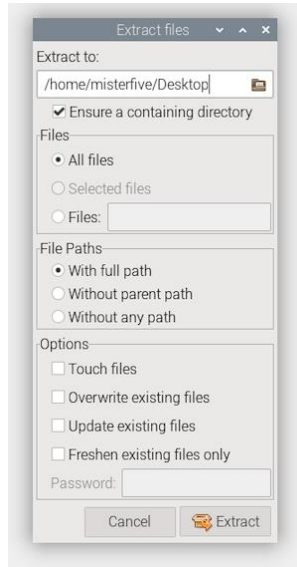 Extract files
Extract to:
/home/misterfive/Desktop
Ensure a containing directory
Files
All files
Selected files
Files:
File Paths
With full path
Without parent path
Without any path
Options
Touch files
Overwrite existing files
Update existing files
Freshen existing files only
Password:
Cancel Extract